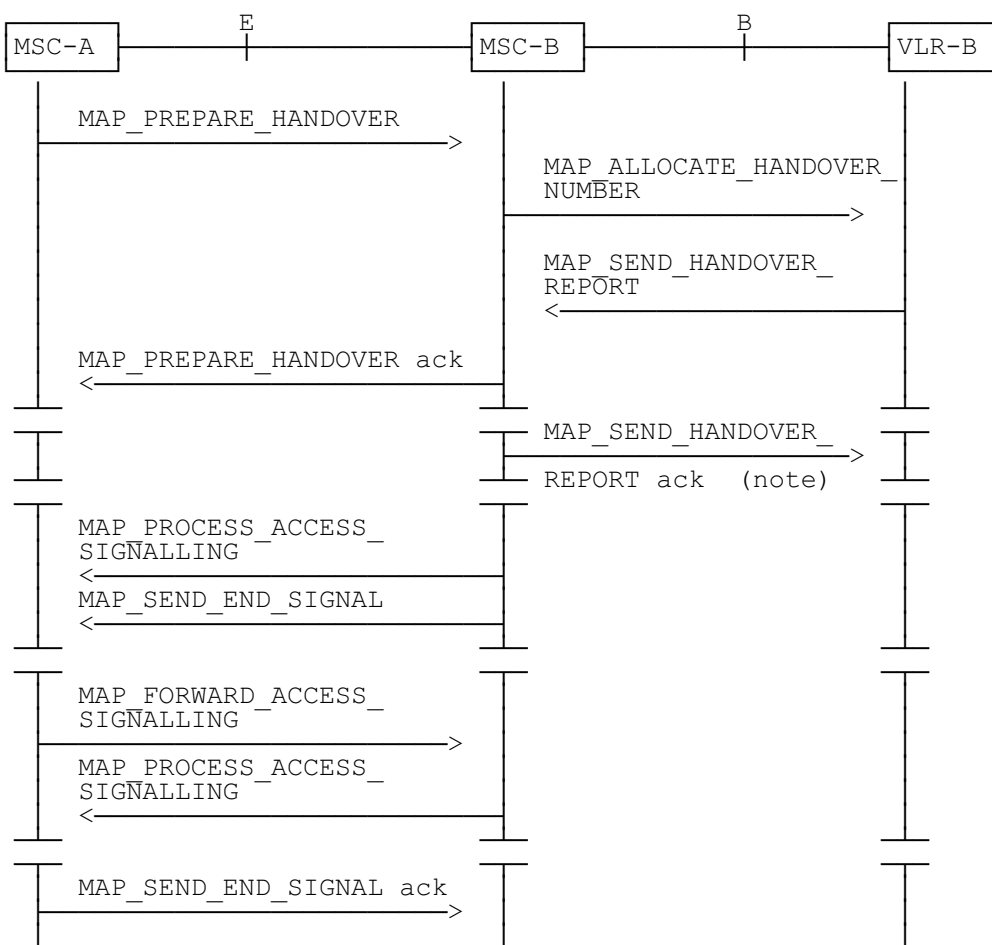 E B
MSC-A MSC-B VLR-B
MAP_PREPARE_HANDOVER
MAP_ALLOCATE_HANDOVER_
NUMBER
MAP_SEND_HANDOVER_
REPORT
MAP_PREPARE_HANDOVER ack
MAP_SEND_HANDOVER_
REPORT ack (note)
MAP_PROCESS_ACCESS_
SIGNALLING
MAP_SEND_END_SIGNAL
MAP_FORWARD_ACCESS_
SIGNALLING
MAP_PROCESS_ACCESS_
SIGNALLING
MAP_SEND_END_SIGNAL ack